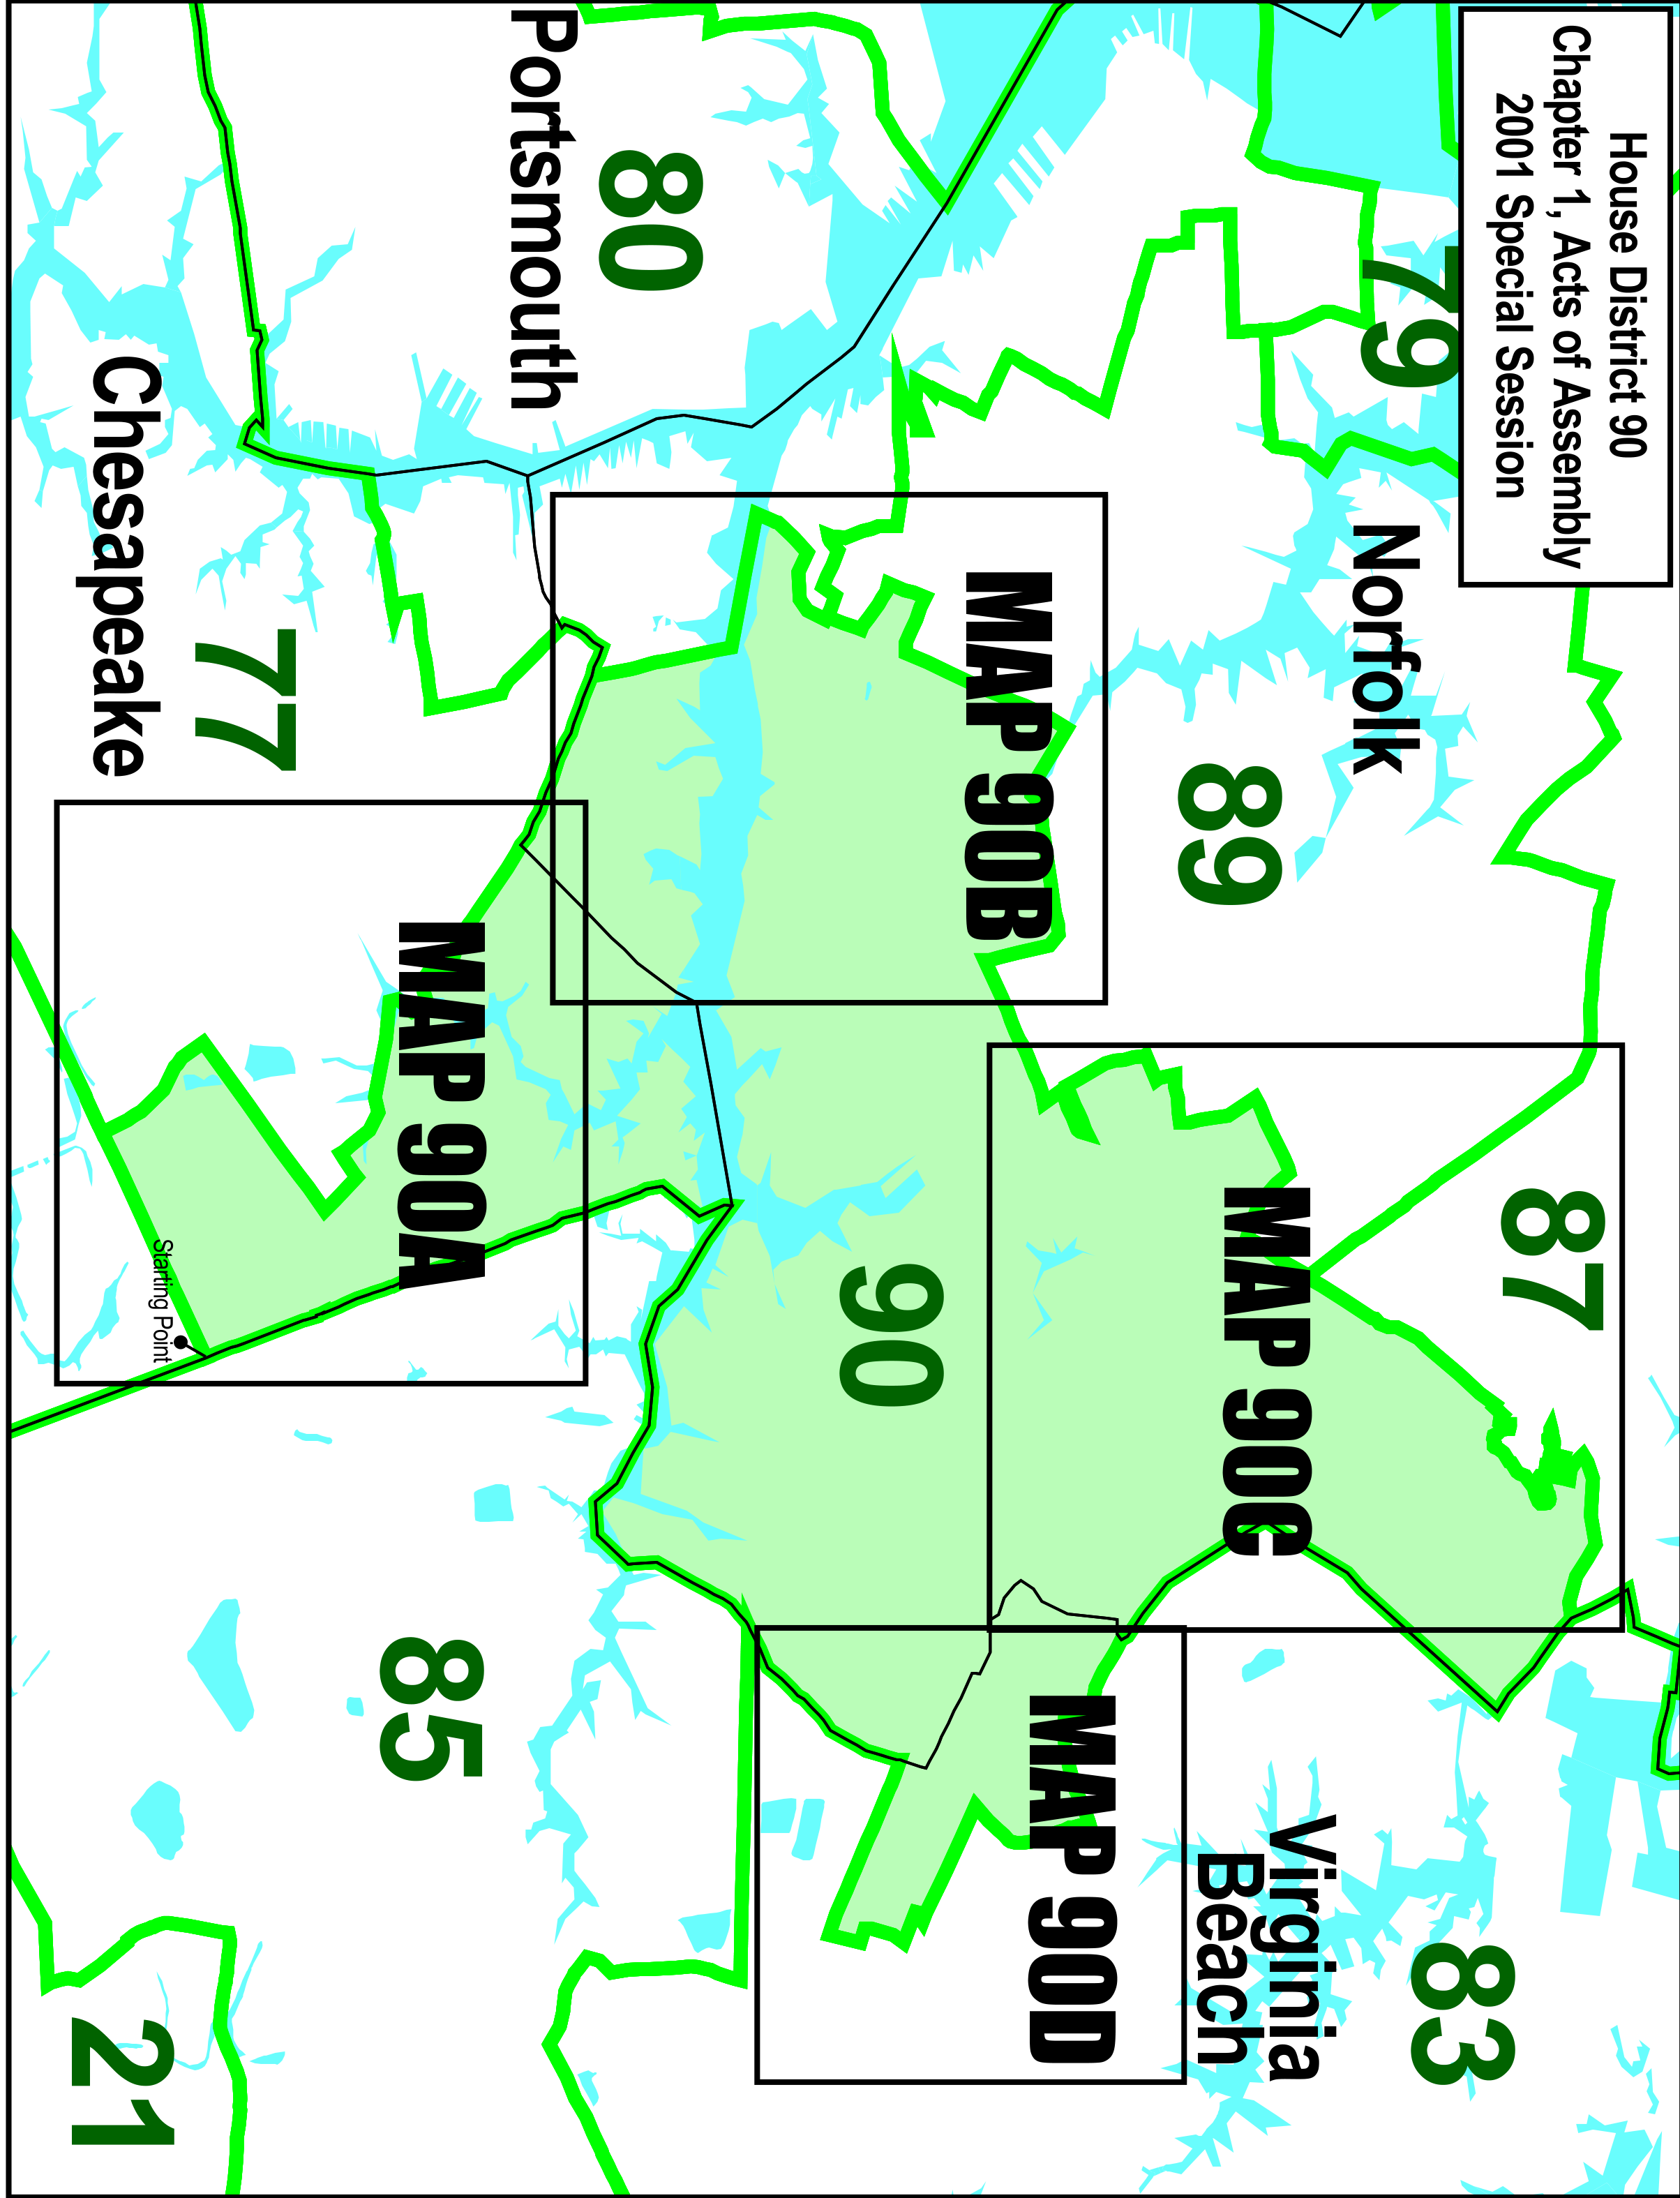 House District 90
Chapter 1, Acts of Assembly
2001 Special Session
79
Norfolk
87
83
Virginia
Beach
89
MAP 90C
MAP 90B
MAP 90D
90
80
Portsmouth
MAP 90A
85
77
Chesapeake
Starting Point
21